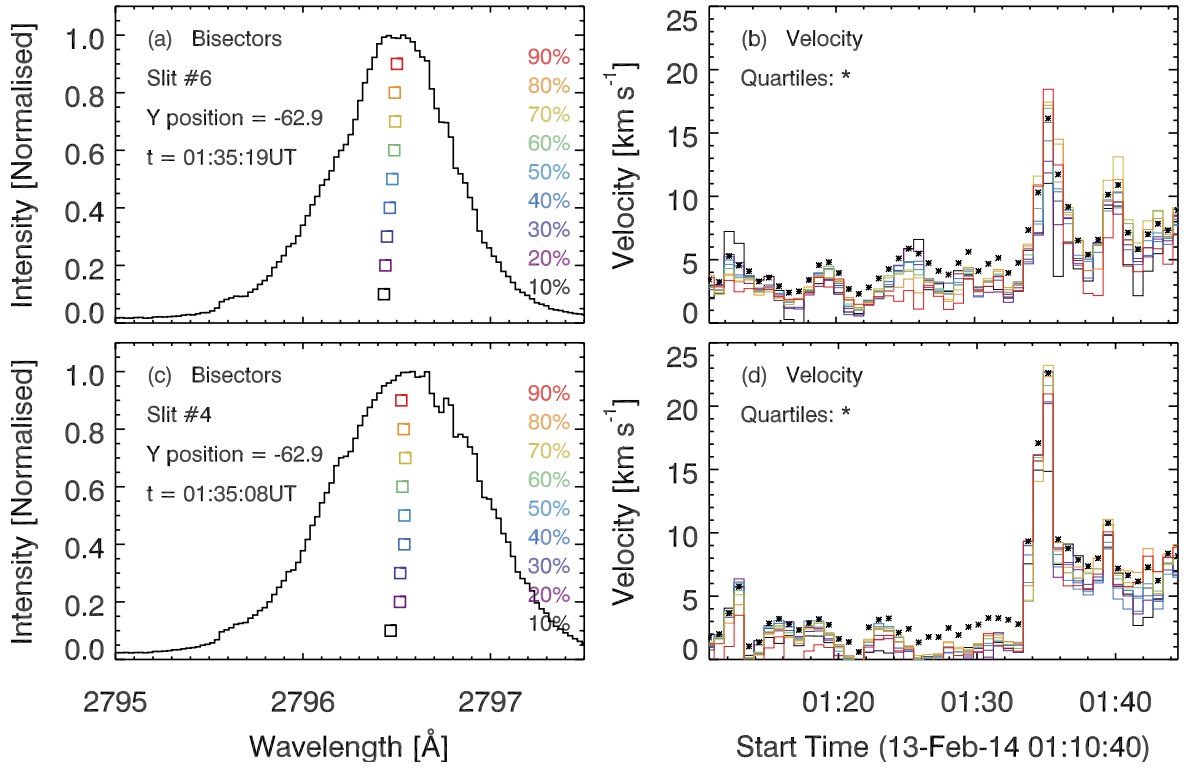 (a) Bisectors
Slit #6
Y position = -62.9
t = 01:35:19UT
90%
80%
70%
60%
50%
40%
30%
20%
10%
1.0
0.8
0.6
0.4
0.2
0.0
Intensity [Normalised]
(b) Velocity
Quartiles: *
25
20
15
10
5
0
Velocity [km s⁻¹]
(c) Bisectors
Slit #4
Y position = -62.9
t = 01:35:08UT
90%
80%
70%
60%
50%
40%
30%
20%
10%
1.0
0.8
0.6
0.4
0.2
0.0
Intensity [Normalised]
2795 2796 2797
Wavelength [Å]
(d) Velocity
Quartiles: *
25
20
15
10
5
0
Velocity [km s⁻¹]
01:20 01:30 01:40
Start Time (13-Feb-14 01:10:40)